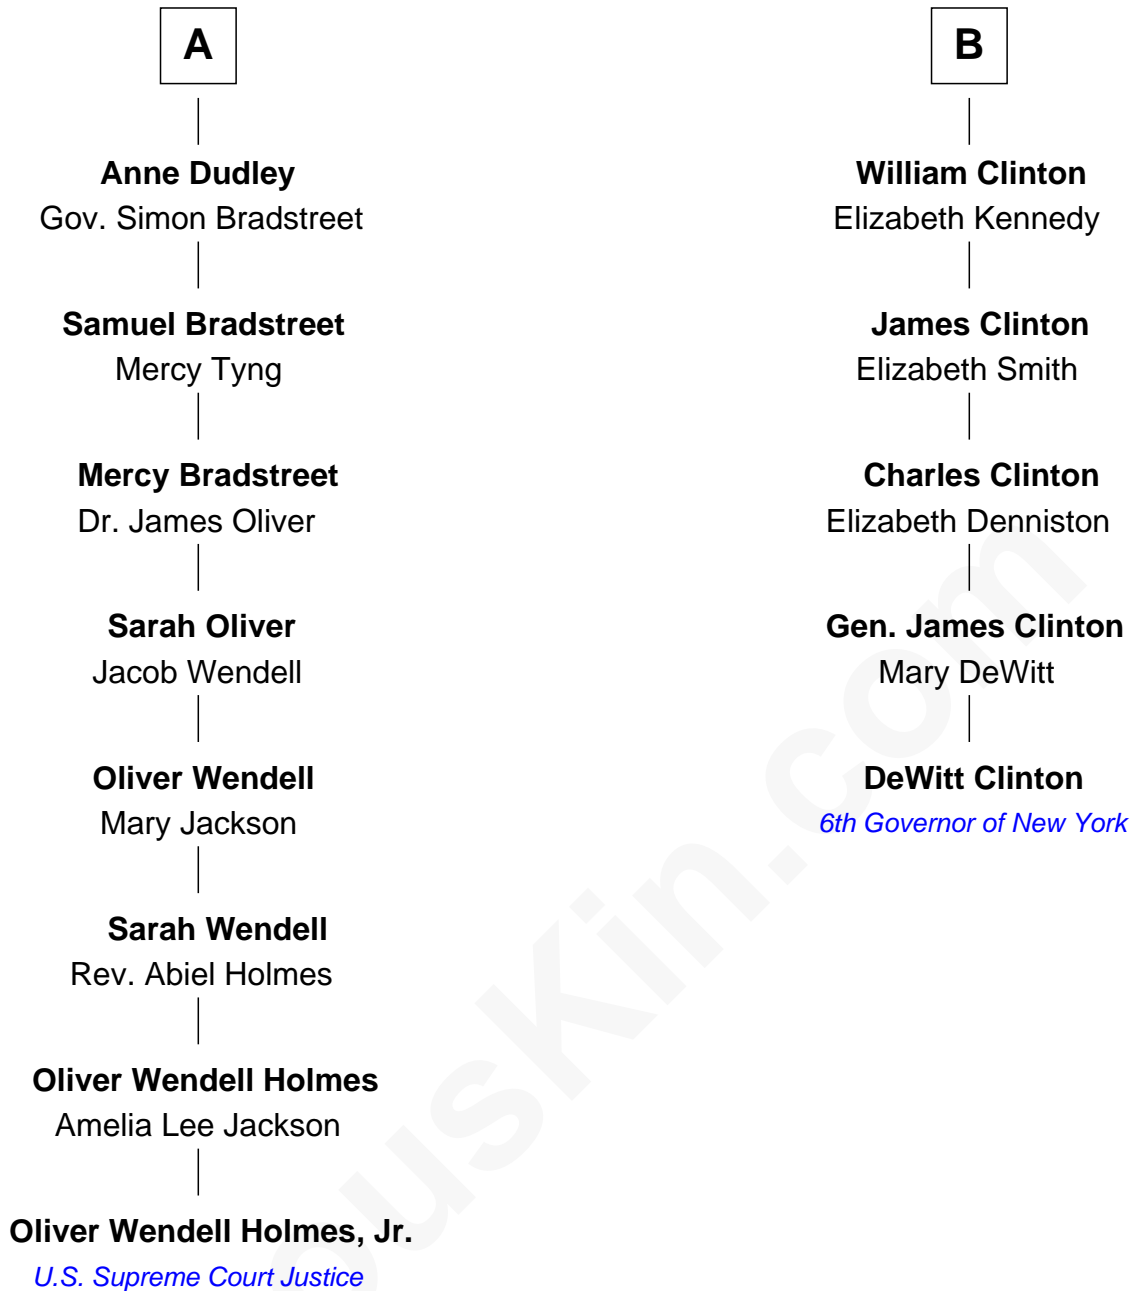 A
Anne Dudley
Gov. Simon Bradstreet
Samuel Bradstreet
Mercy Tyng
Mercy Bradstreet
Dr. James Oliver
Sarah Oliver
Jacob Wendell
Oliver Wendell
Mary Jackson
Sarah Wendell
Rev. Abiel Holmes
Oliver Wendell Holmes
Amelia Lee Jackson
Oliver Wendell Holmes, Jr.
U.S. Supreme Court Justice
B
William Clinton
Elizabeth Kennedy
James Clinton
Elizabeth Smith
Charles Clinton
Elizabeth Denniston
Gen. James Clinton
Mary DeWitt
DeWitt Clinton
6th Governor of New York
ousKin.com